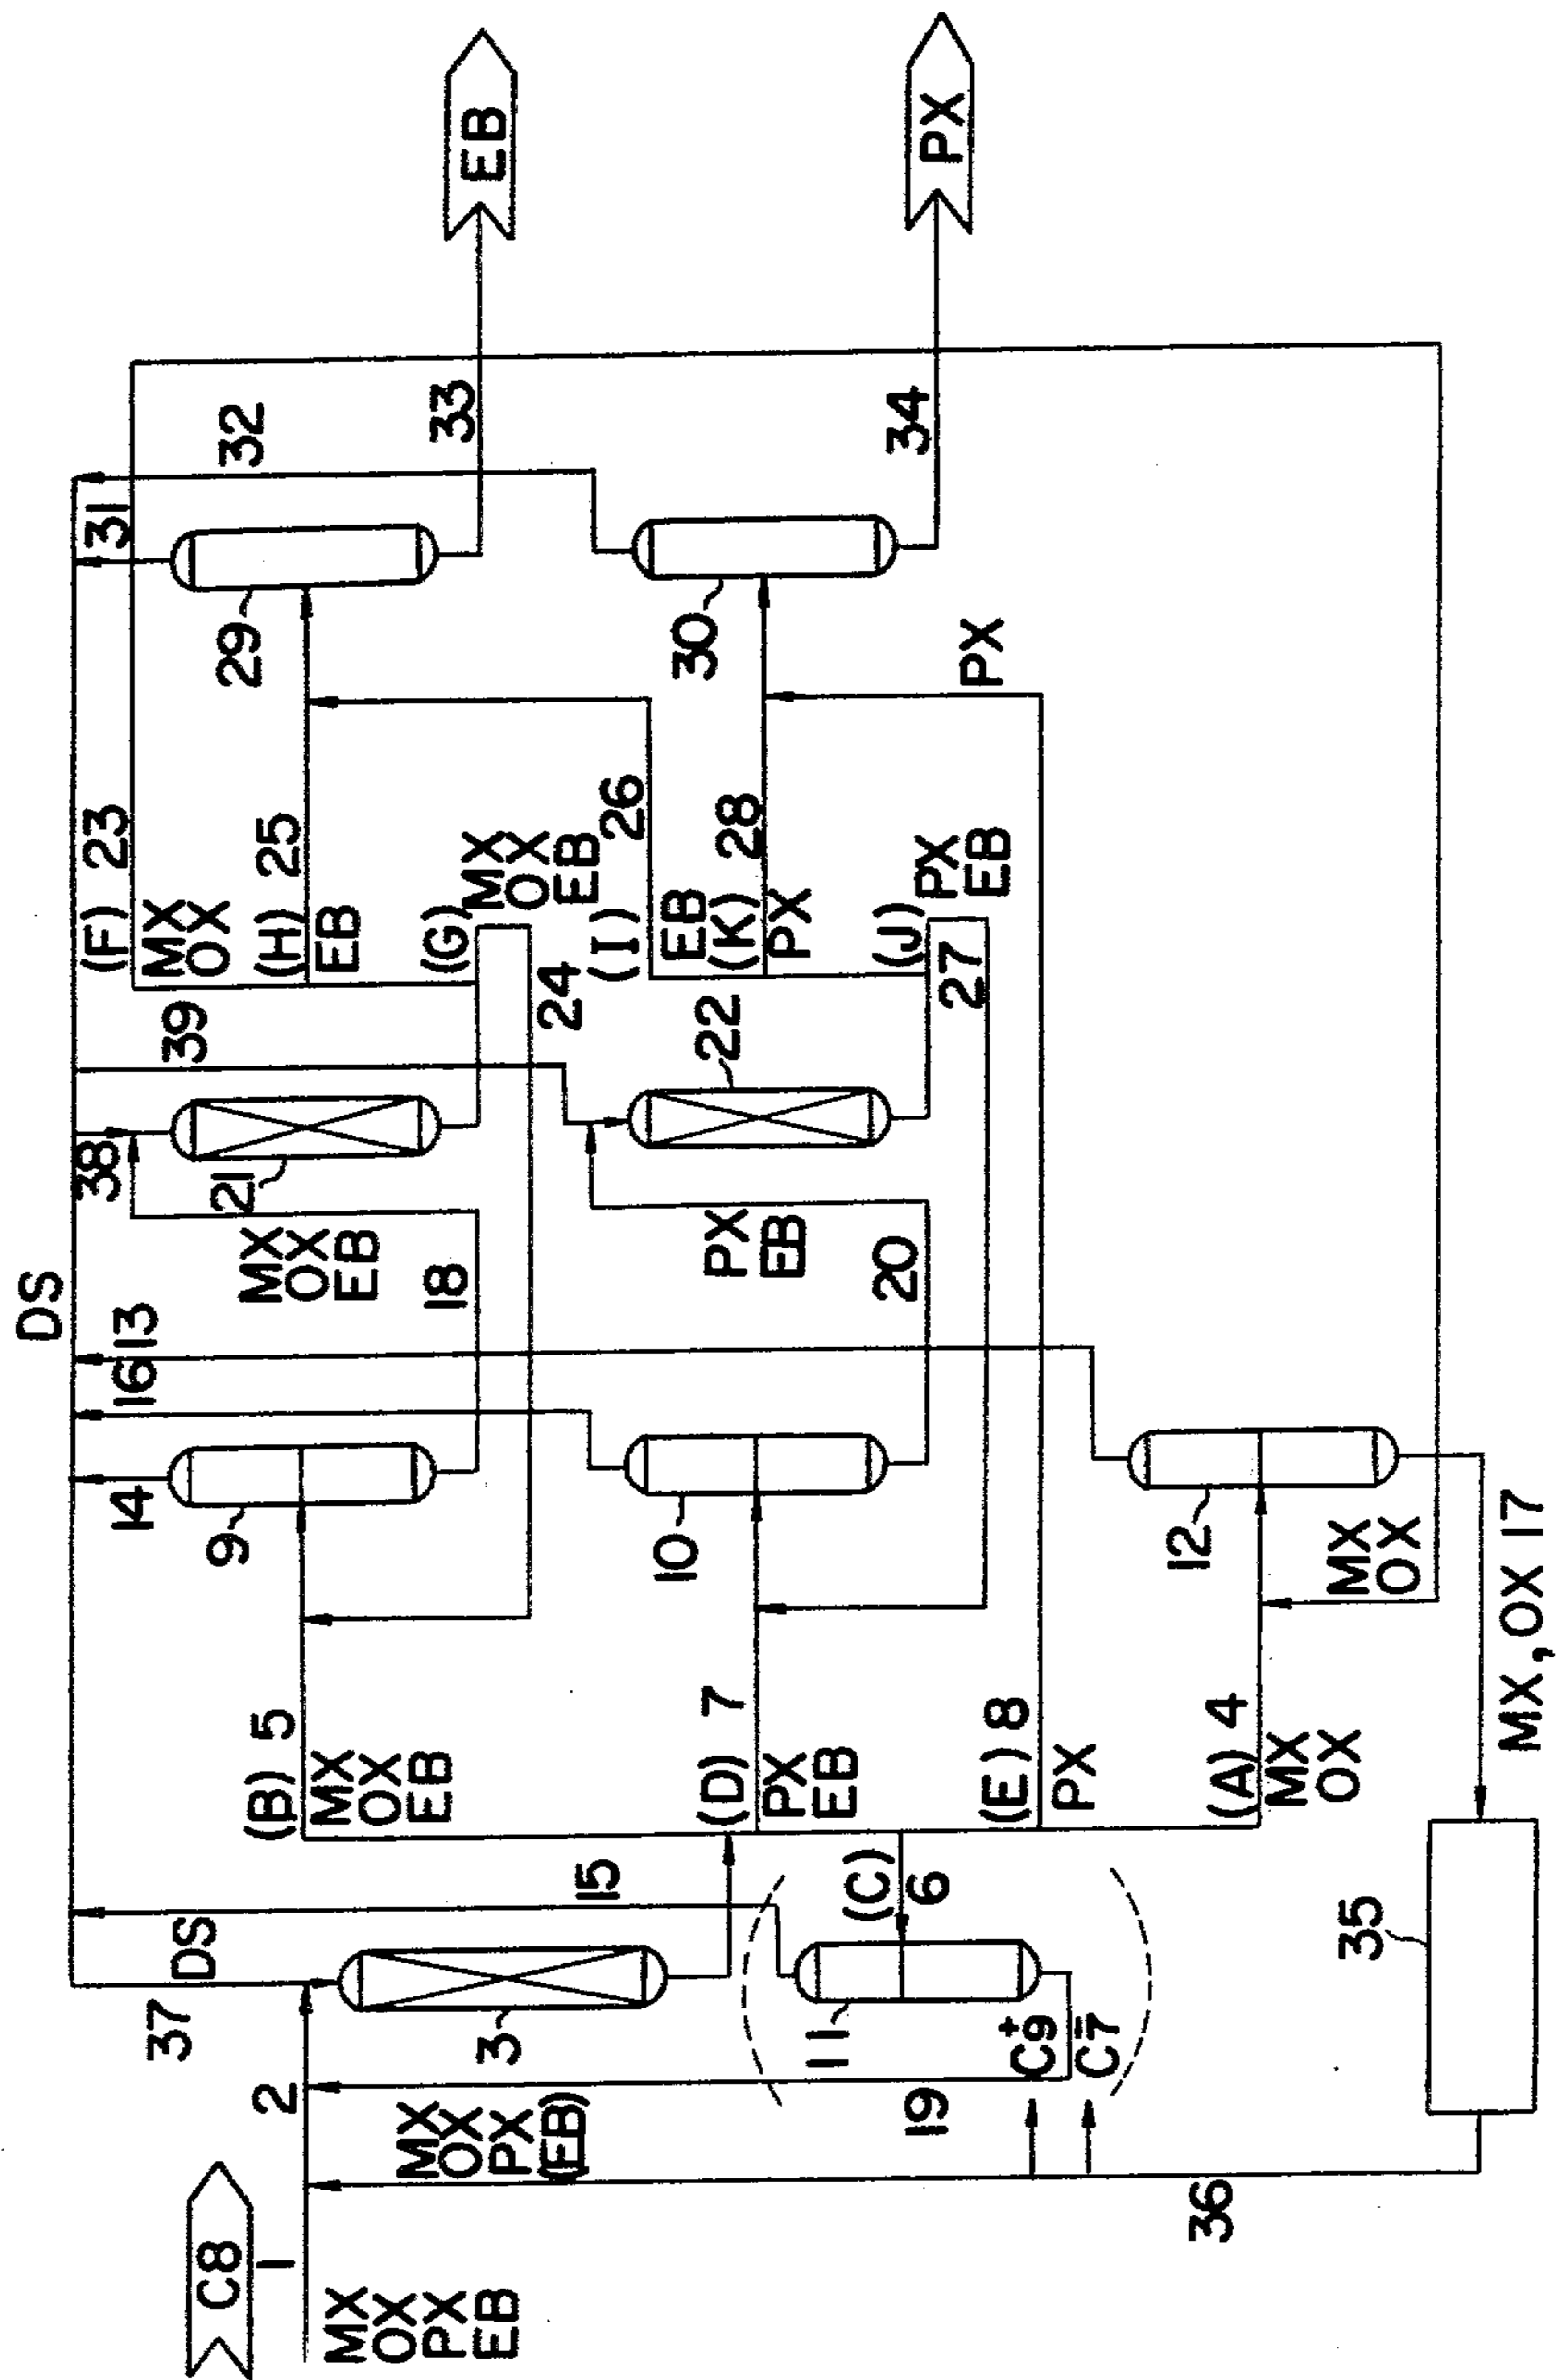 DS
C8
1
MX
OX
PX
EB
2
37
DS
3
MX
OX
PX
(EB)
15
(C)
6
11
19
C9+
C7-
36
35
MX, OX 17
(B) 5
MX
OX
EB
(D) 7
PX
EB
(E) 8
PX
(A) 4
MX
OX
14
9
16
13
10
12
MX
OX
18
MX
OX
EB
20
PX
EB
38
21
39
22
(F) 23
MX
OX
(H) 25
EB
(G)
MX
OX
EB
24
(I)
26
EB
(K) 28
PX
(J)
27
PX
EB
PX
31
29
32
30
33
EB
34
PX